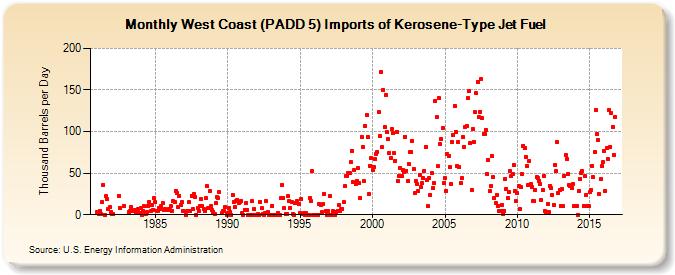 Monthly West Coast (PADD 5) Imports of Kerosene-Type Jet Fuel
Thousand Barrels per Day
200
150
100
50
0
1985 1990 1995 2000 2005 2010 2015
Source: U.S. Energy Information Administration